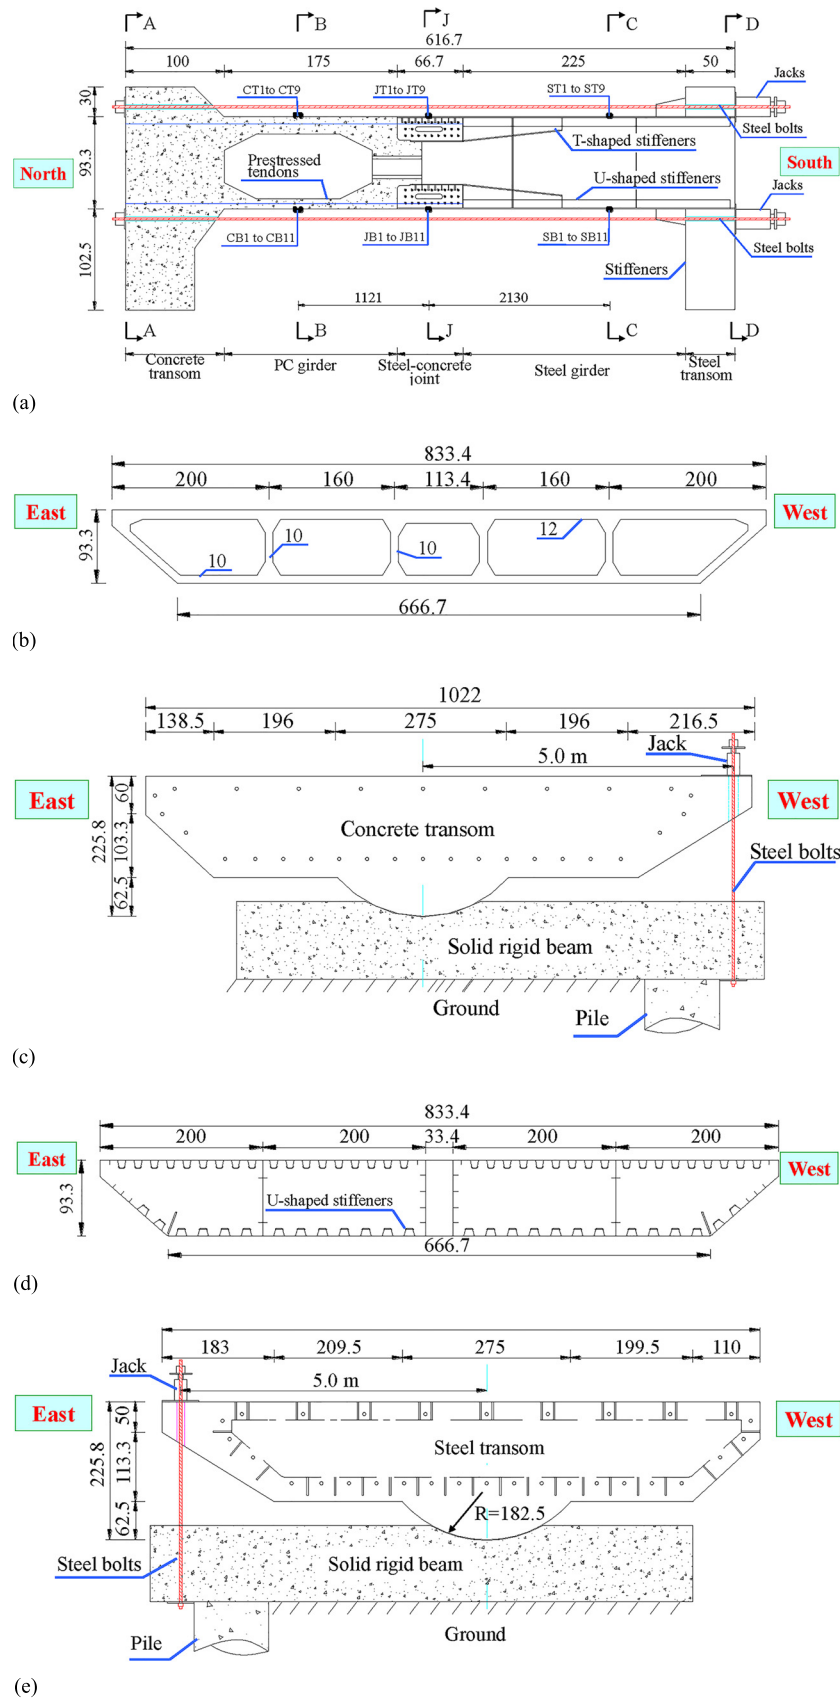 A B J C D
616.7
100 175 66.7 225 50
CT1to CT9 JT1to JT9 ST1 to ST9 Jacks
30
Steel bolts
T-shaped stiffeners
93.3
North
Prestressed
tendons
South
U-shaped stiffeners
Jacks
CB1 to CB11 JB1 to JB11 SB1 to SB11
Steel bolts
102.5
Stiffeners
1121 2130
A B J C D
Concrete
transom
PC girder
Steel-concrete
joint
Steel girder
Steel
transom
(a)
833.4
200 160 113.4 160 200
East West
93.3
10 10 10 12
666.7
(b)
1022
138.5 196 275 196 216.5
Jack
5.0 m
East West
60
225.8
103.3
62.5
Concrete transom
Steel bolts
Solid rigid beam
Ground
Pile
(c)
833.4
200 200 33.4 200 200
East West
93.3
U-shaped stiffeners
666.7
(d)
183 209.5 275 199.5 110
Jack
5.0 m
East West
50
225.8
113.3
62.5
Steel transom
R=182.5
Steel bolts
Solid rigid beam
Pile
Ground
(e)